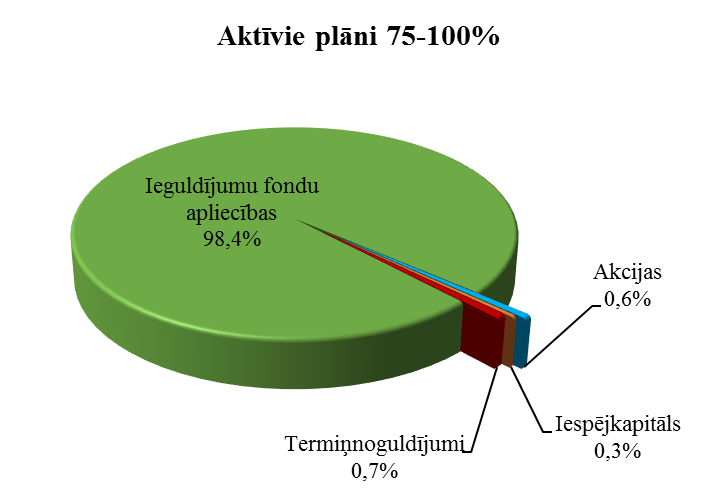 Aktīvie plāni 75-100%
Ieguldījumu fondu
apliecības
98,4%
Akcijas
0,6%
Iespējkapitāls
0,3%
Termiņnoguldījumi
0,7%